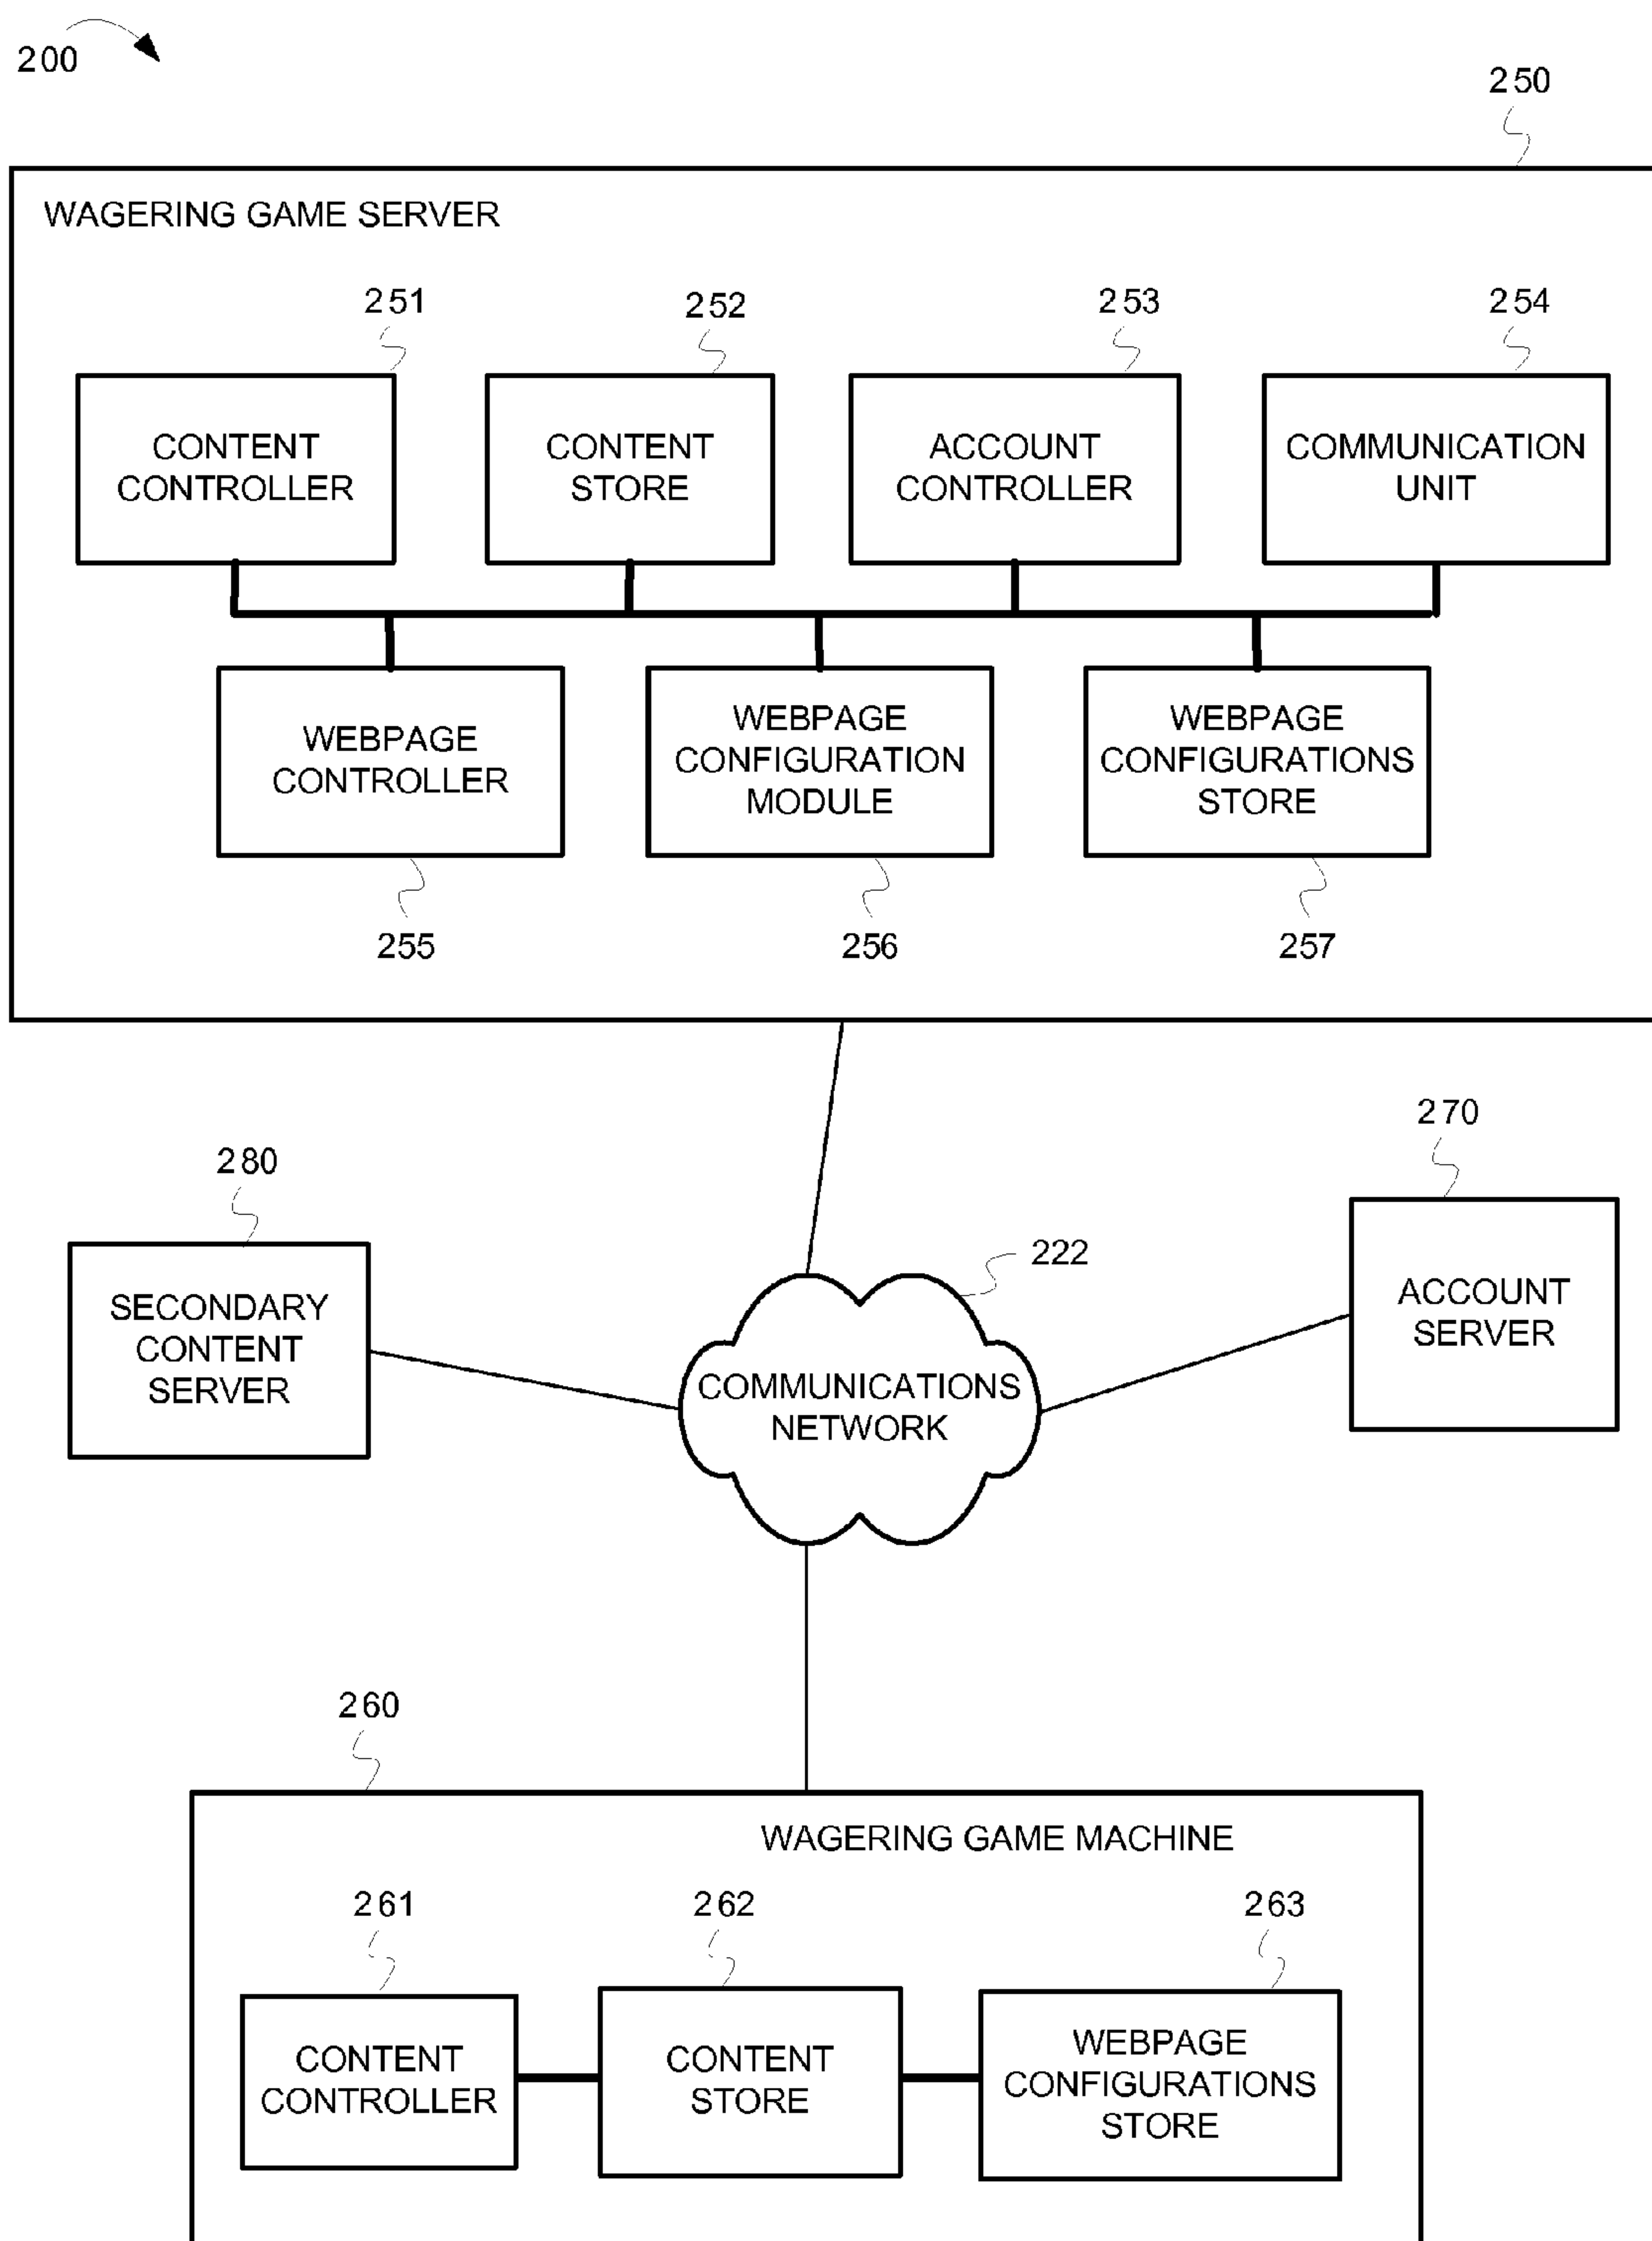 200
250
WAGERING GAME SERVER
251
252
253
254
CONTENT
CONTROLLER
CONTENT
STORE
ACCOUNT
CONTROLLER
COMMUNICATION
UNIT
WEBPAGE
CONTROLLER
WEBPAGE
CONFIGURATION
MODULE
WEBPAGE
CONFIGURATIONS
STORE
255
256
257
280
270
222
SECONDARY
CONTENT
SERVER
COMMUNICATIONS
NETWORK
ACCOUNT
SERVER
260
WAGERING GAME MACHINE
261
262
263
CONTENT
CONTROLLER
CONTENT
STORE
WEBPAGE
CONFIGURATIONS
STORE